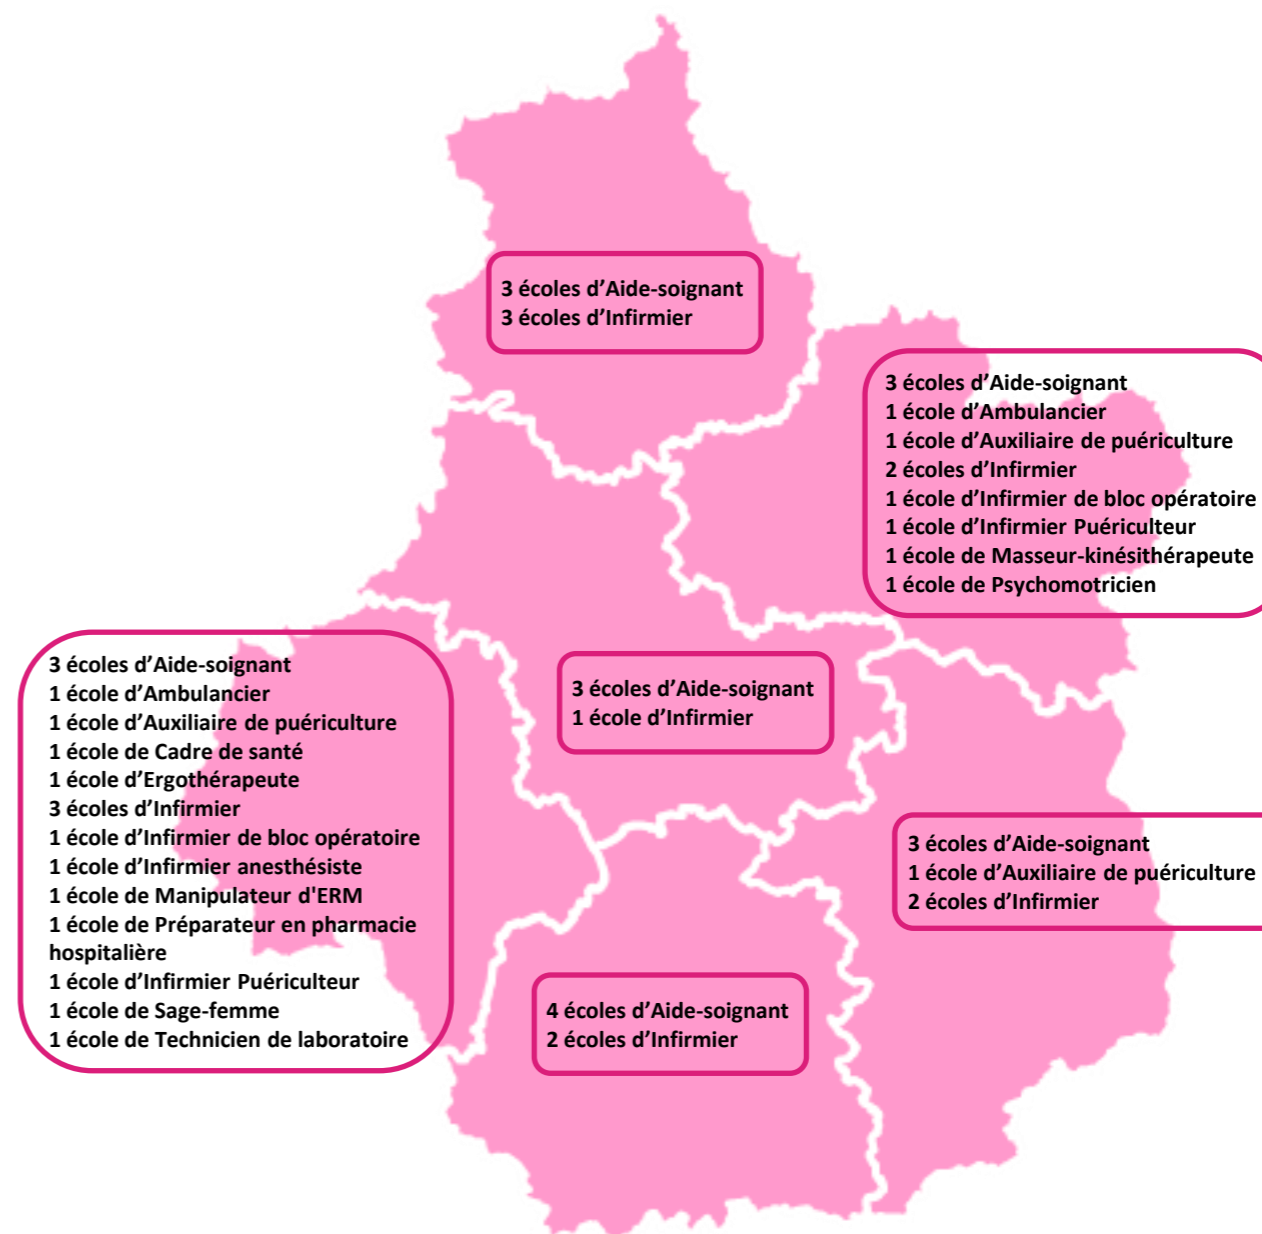 3 écoles d’Aide-soignant
3 écoles d’Infirmier
3 écoles d’Aide-soignant
1 école d’Ambulancier
1 école d’Auxiliaire de puériculture
2 écoles d’Infirmier
1 école d’Infirmier de bloc opératoire
1 école d’Infirmier Puériculteur
1 école de Masseur-kinésithérapeute
1 école de Psychomotricien
3 écoles d’Aide-soignant
1 école d’Ambulancier
1 école d’Auxiliaire de puériculture
1 école de Cadre de santé
1 école d’Ergothérapeute
3 écoles d’Infirmier
1 école d’Infirmier de bloc opératoire
1 école d’Infirmier anesthésiste
1 école de Manipulateur d'ERM
1 école de Préparateur en pharmacie
hospitalière
1 école d’Infirmier Puériculteur
1 école de Sage-femme
1 école de Technicien de laboratoire
3 écoles d’Aide-soignant
1 école d’Infirmier
3 écoles d’Aide-soignant
1 école d’Auxiliaire de puériculture
2 écoles d’Infirmier
4 écoles d’Aide-soignant
2 écoles d’Infirmier